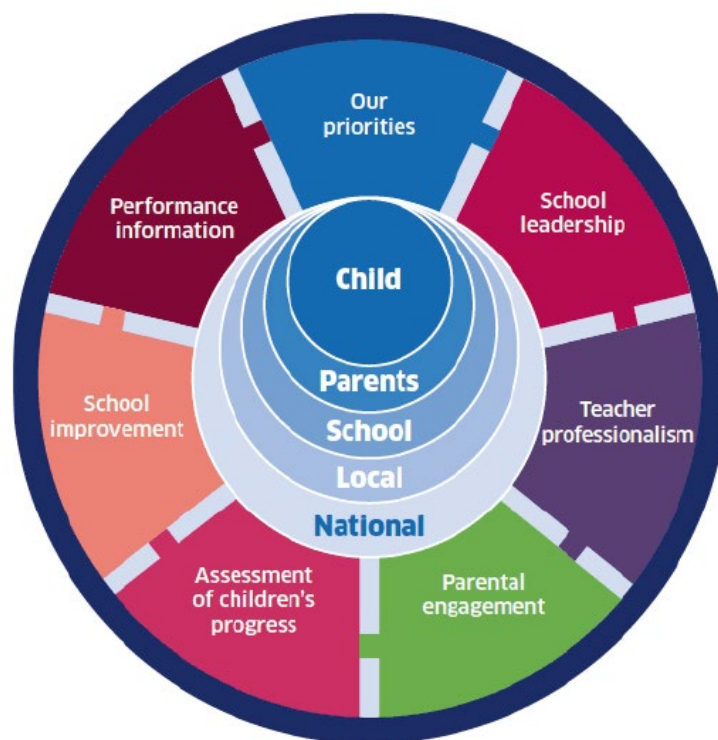 Our
priorities
School
leadership
Teacher
professionalism
Parental
engagement
Assessment
of children's
progress
School
improvement
Performance
information
Child
Parents
School
Local
National